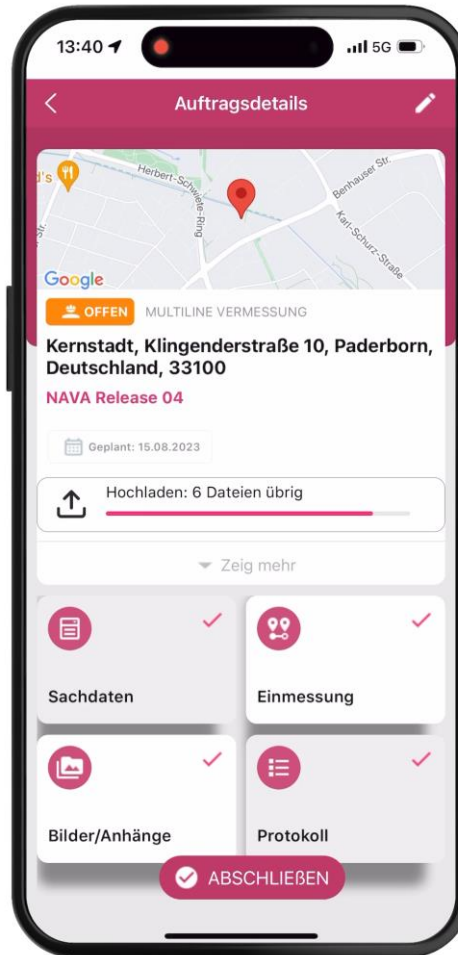 13:40
5G
Auftragsdetails
Herbert-Schwiete-Ring
Benhauser Str.
Karl-Schurz-Straße
Google
OFFEN MULTILINE VERMESSUNG
Kernstadt, Klingenderstraße 10, Paderborn,
Deutschland, 33100
NAVA Release 04
Geplant: 15.08.2023
Hochladen: 6 Dateien übrig
Zeig mehr
Sachdaten
Einmessung
Bilder/Anhänge
Protokoll
ABSCHLIEßEN